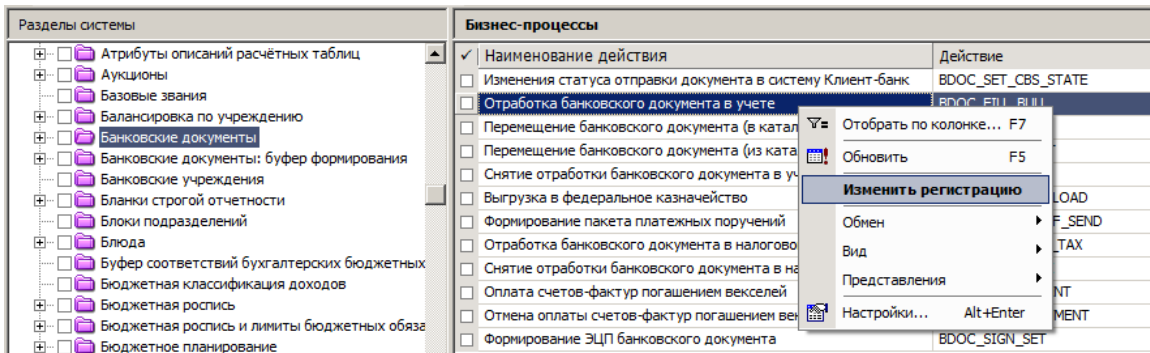 Разделы системы
Атрибуты описаний расчётных таблиц
Аукционы
Базовые звания
Балансировка по учреждению
Банковские документы
Банковские документы: буфер формирования
Банковские учреждения
Бланки строгой отчетности
Блоки подразделений
Блюда
Буфер соответствий бухгалтерских бюджетных
Бюджетная классификация доходов
Бюджетная роспись
Бюджетная роспись и лимиты бюджетных обяза
Бюджетное планирование
Бизнес-процессы
✓ Наименование действия Действие
Изменения статуса отправки документа в систему Клиент-банк BDOC_SET_CBS_STATE
Отработка банковского документа в учете
Перемещение банковского документа (в катал
Перемещение банковского документа (из ката
Снятие отработки банковского документа в уч
Выгрузка в федеральное казначейство LOAD
Формирование пакета платежных поручений F_SEND
Отработка банковского документа в налогово _TAX
Снятие отработки банковского документа в на
Оплата счетов-фактур погашением векселей NT
Отмена оплаты счетов-фактур погашением век MENT
Формирование ЭЦП банковского документа BDOC_SIGN_SET
Отобрать по колонке... F7
Обновить F5
Изменить регистрацию
Обмен
Вид
Представления
Настройки... Alt+Enter